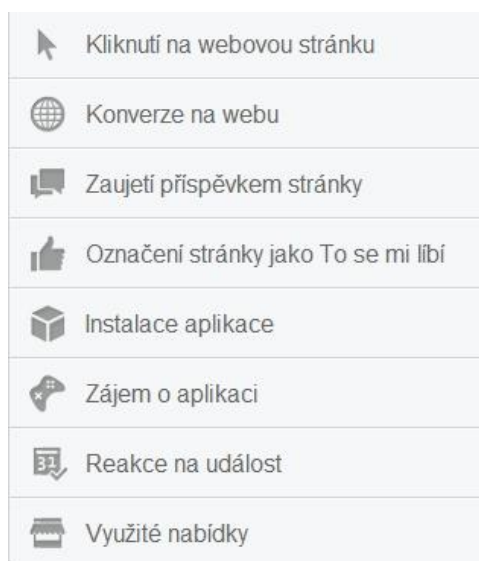 Kliknutí na webovou stránku
Konverze na webu
Zaujetí příspěvkem stránky
Označení stránky jako To se mi líbí
Instalace aplikace
Zájem o aplikaci
31 Reakce na událost
Využité nabídky